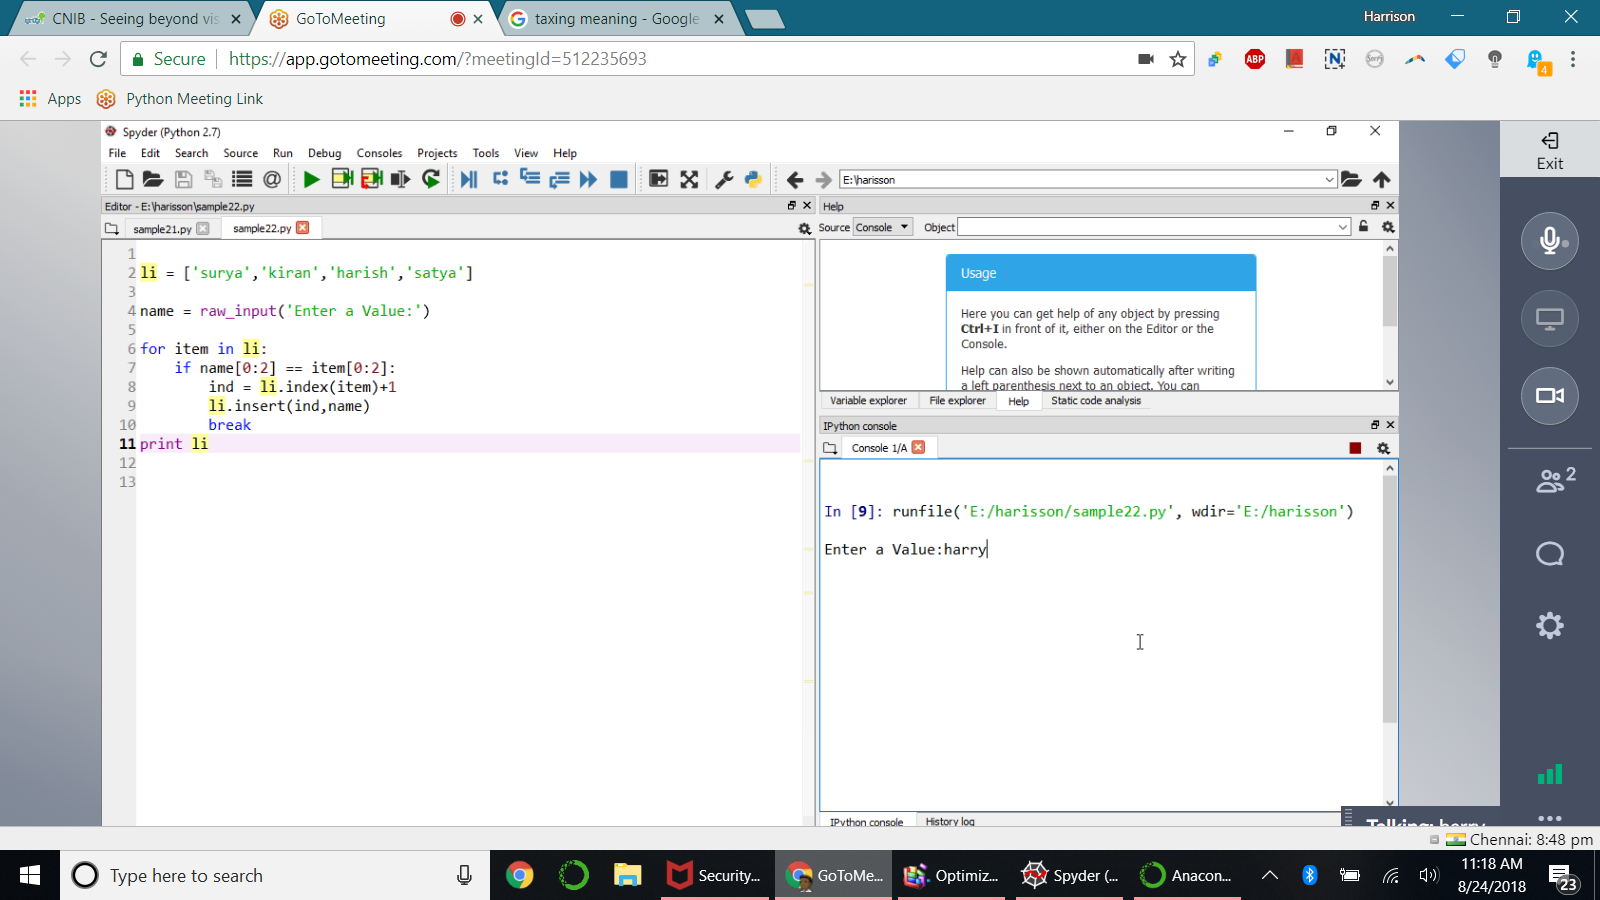 CNIB - Seeing beyond vis
GoToMeeting
taxing meaning - Google
Harrison
Secure
https://app.gotomeeting.com/?meetingId=512235693
ABP
N
4
Apps
Python Meeting Link
Spyder (Python 2.7)
File Edit Search Source Run Debug Consoles Projects Tools View Help
E:\harisson
Editor - E:\harisson\sample22.py
sample21.py
sample22.py
1
2 li = ['surya','kiran','harish','satya']
3
4 name = raw_input('Enter a Value:')
5
6 for item in li:
7 if name[0:2] == item[0:2]:
8 ind = li.index(item)+1
9 li.insert(ind,name)
10 break
11 print li
12
13
Help
Source Console Object
Usage
Here you can get help of any object by pressing
Ctrl+I in front of it, either on the Editor or the
Console.
Help can also be shown automatically after writing
a left parenthesis next to an object. You can
Variable explorer File explorer Help Static code analysis
IPython console
Console 1/A
In [9]: runfile('E:/harisson/sample22.py', wdir='E:/harisson')
Enter a Value:harry
IPython console History log
Exit
2
Talking: harry
Chennai: 8:48 pm
Type here to search
Security...
GoToMe...
Optimiz...
Spyder (...
Anacon...
11:18 AM
8/24/2018
23